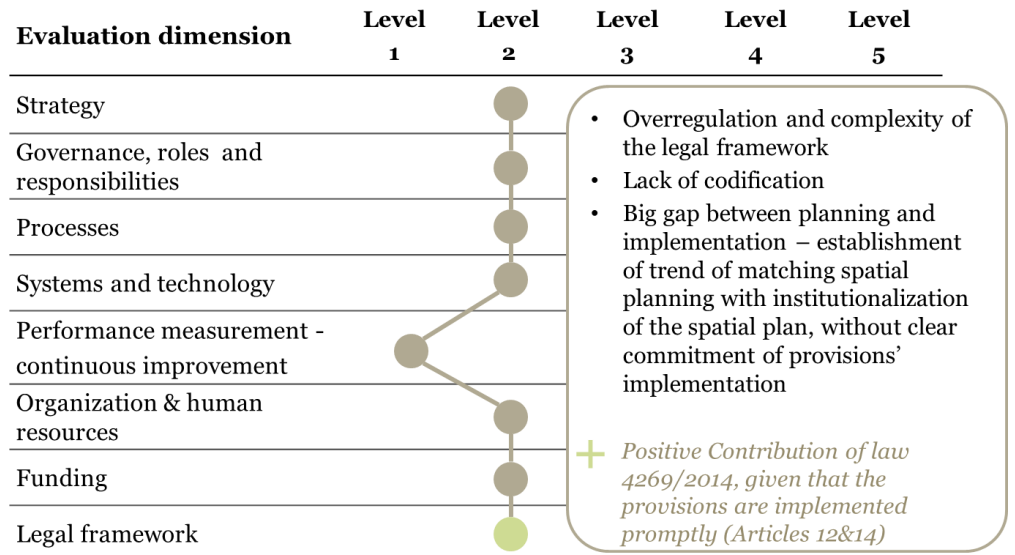 Evaluation dimension
Level 1
Level 2
Level 3
Level 4
Level 5
Strategy
Governance, roles and
responsibilities
Processes
Systems and technology
Performance measurement -
continuous improvement
Organization & human
resources
Funding
Legal framework
• Overregulation and complexity of
the legal framework
• Lack of codification
• Big gap between planning and
implementation – establishment
of trend of matching spatial
planning with institutionalization
of the spatial plan, without clear
commitment of provisions’
implementation
+ Positive Contribution of law
4269/2014, given that the
provisions are implemented
promptly (Articles 12&14)